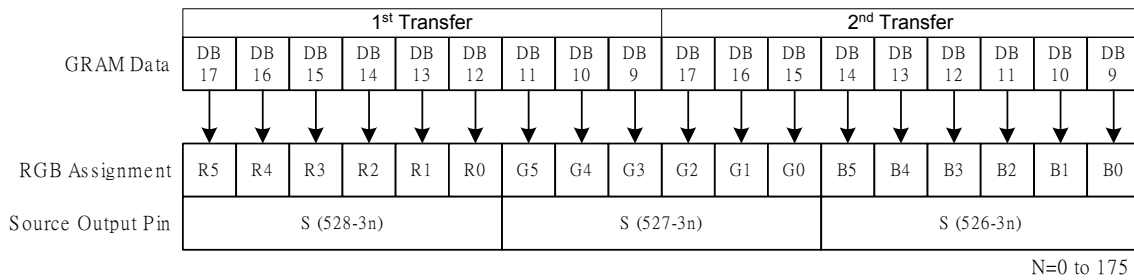 1st Transfer 2nd Transfer
GRAM Data DB 17 DB 16 DB 15 DB 14 DB 13 DB 12 DB 11 DB 10 DB 9 DB 17 DB 16 DB 15 DB 14 DB 13 DB 12 DB 11 DB 10 DB 9
RGB Assignment R5 R4 R3 R2 R1 R0 G5 G4 G3 G2 G1 G0 B5 B4 B3 B2 B1 B0
Source Output Pin S (528-3n) S (527-3n) S (526-3n)
N=0 to 175